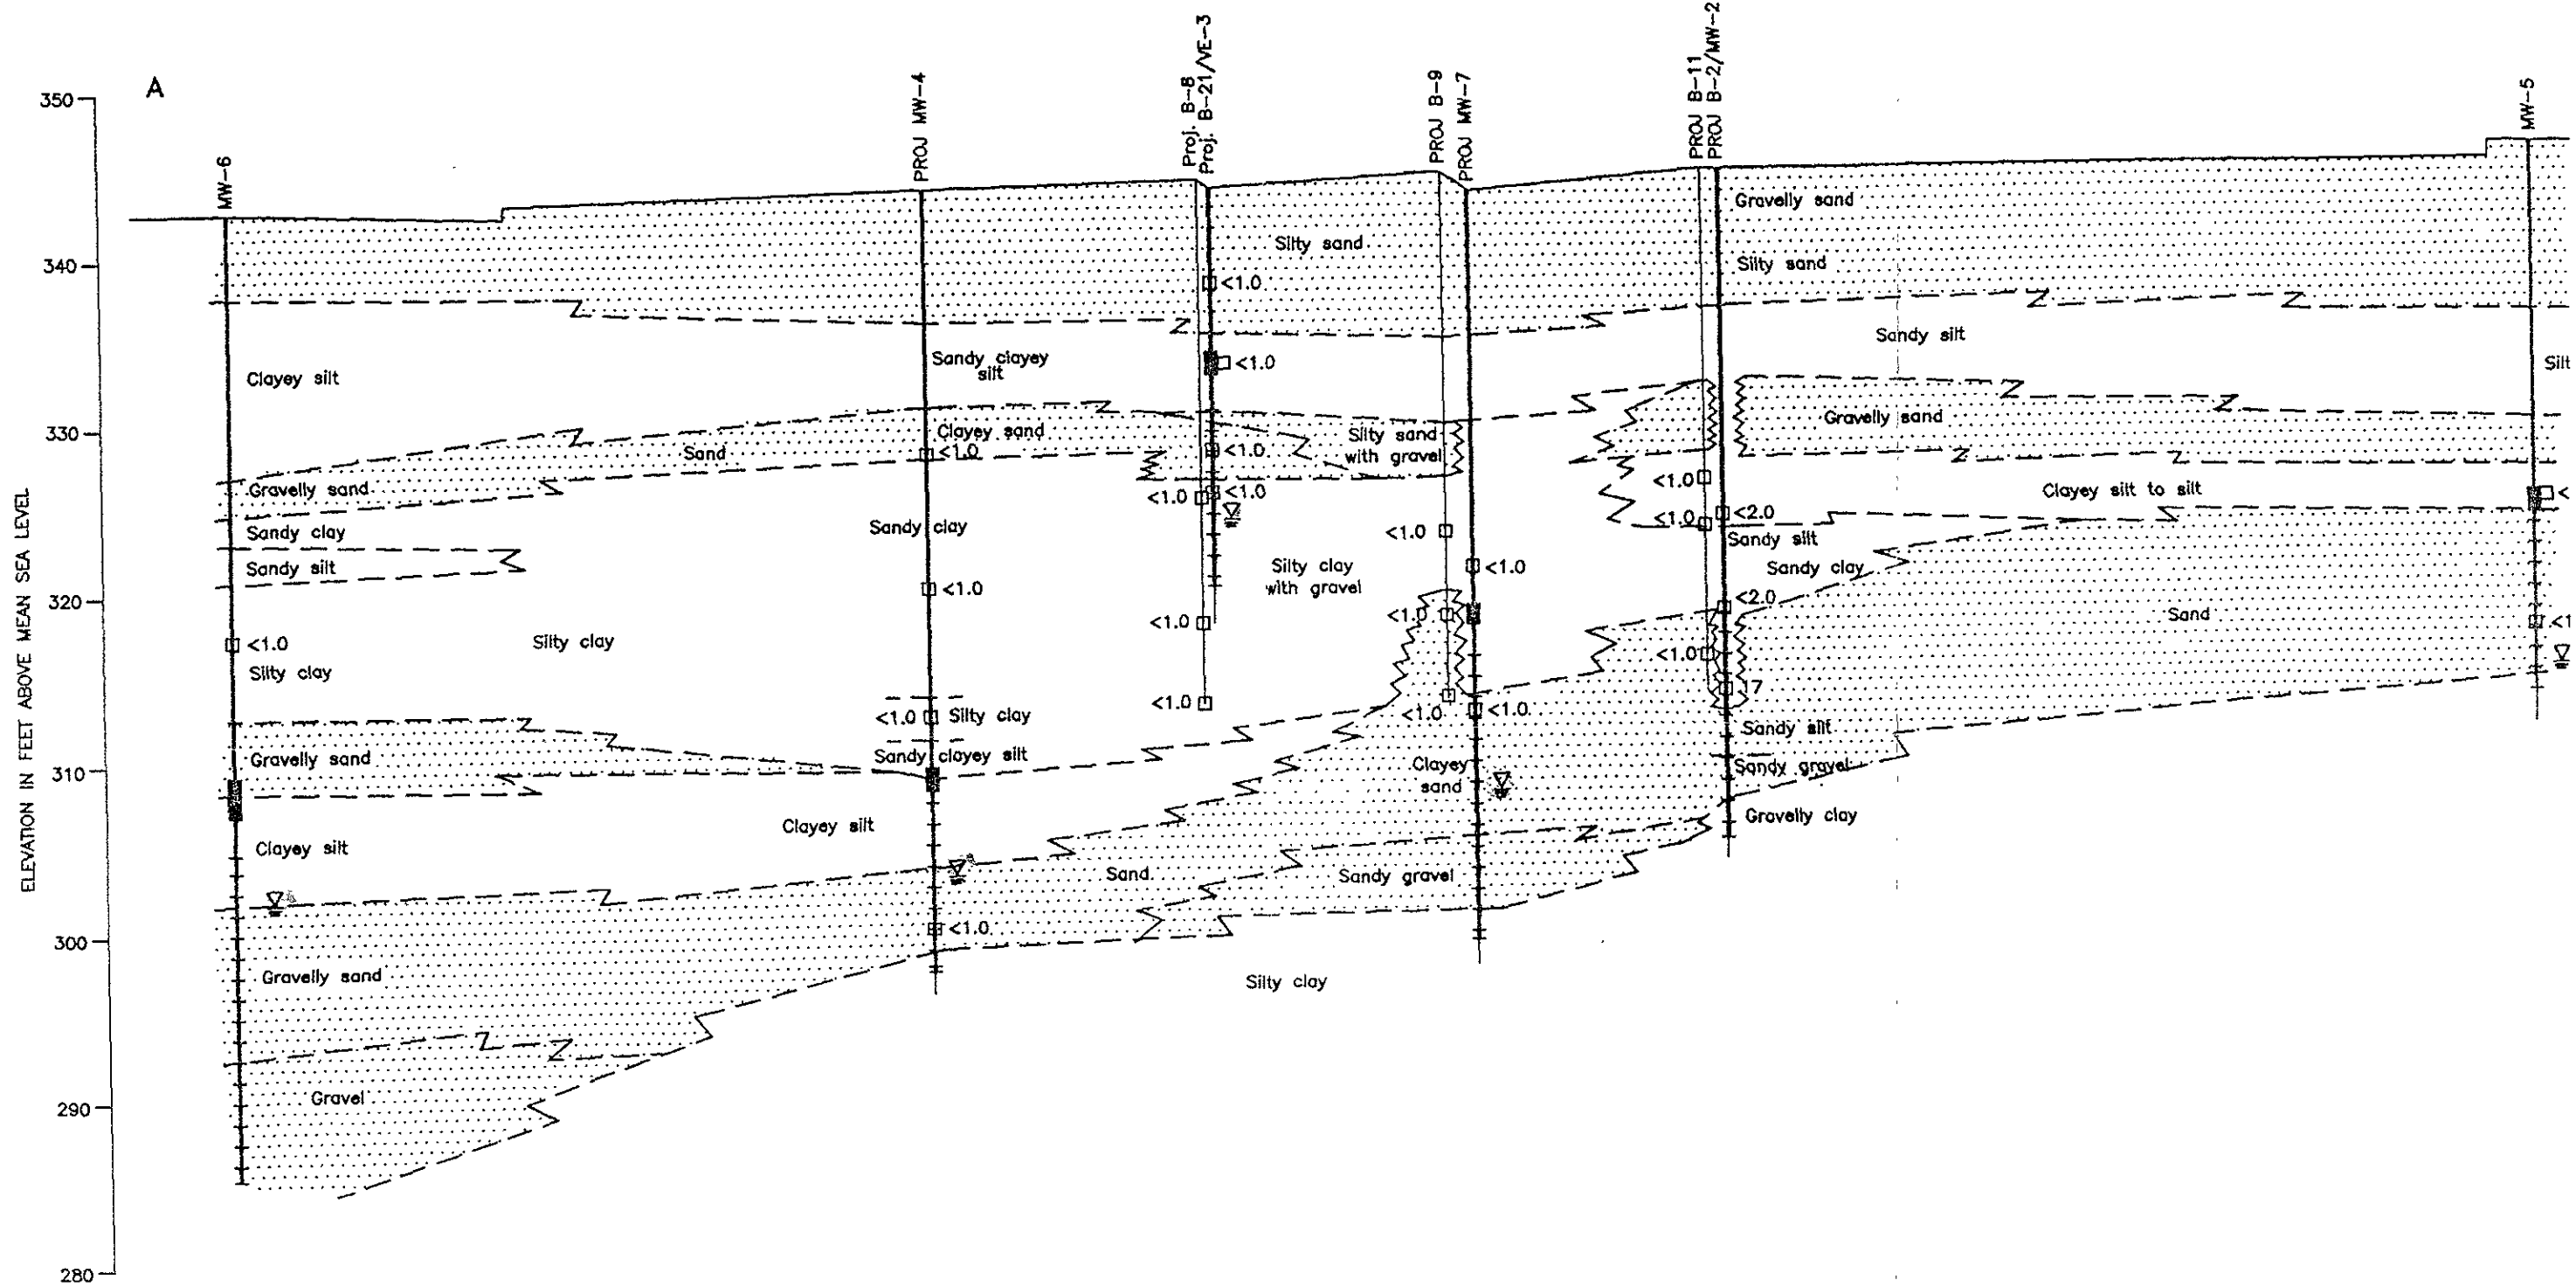 A
MW-6
PROJ MW-4
Proj. B-8
Proj. B-21/VE-3
PROJ B-9
PROJ MW-7
PROJ B-11
PROJ B-2/MW-2
MW-5
ELEVATION IN FEET ABOVE MEAN SEA LEVEL
350
340
330
320
310
300
290
280
Gravelly sand
Silty sand
Silty sand
<1.0
Sandy silt
Sandy clayey
silt
<1.0
Silt
Clayey silt
Gravelly sand
Clayey sand
Silty sand
with gravel
Sand
<1.0
<1.0
<1.0
Gravelly sand
<1.0
<1.0
Clayey silt to silt
<
Sandy clay
Sandy clay
<1.0
<1.0
<2.0
Sandy silt
Sandy silt
Silty clay
with gravel
<1.0
Sandy clay
<1.0
<2.0
<1.0
<1.0
Sand
<1
<1.0
Silty clay
Silty clay
<1.0
17
<1.0
<1.0
Silty clay
<1.0
<1.0
Sandy silt
Gravelly sand
Sandy clayey silt
Clayey
sand
Sandy gravel
Clayey silt
Clayey silt
Gravelly clay
Sand
Sandy gravel
<1.0
Gravelly sand
Silty clay
Gravel